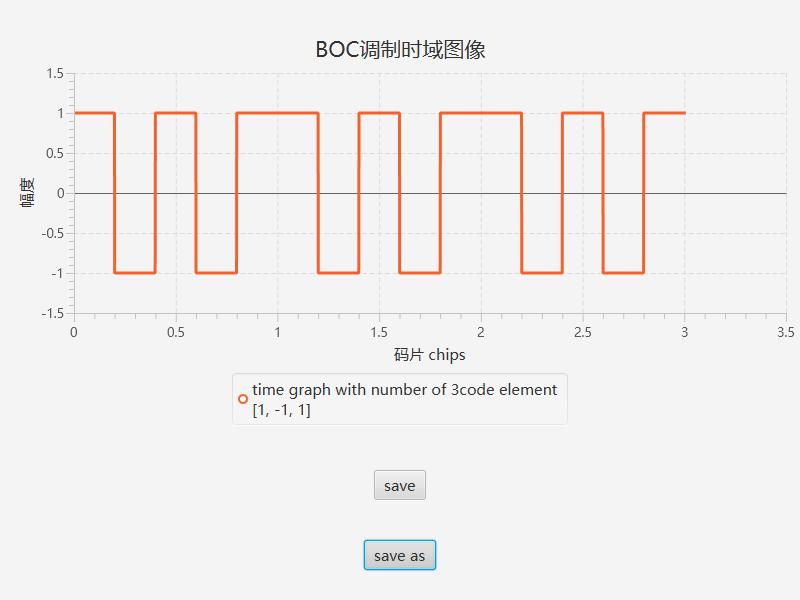 BOC调制时域图像
1.5
1
0.5
0
-0.5
-1
-1.5
幅度
0 0.5 1 1.5 2 2.5 3 3.5
码片 chips
time graph with number of 3code element
[1, -1, 1]
save
save as